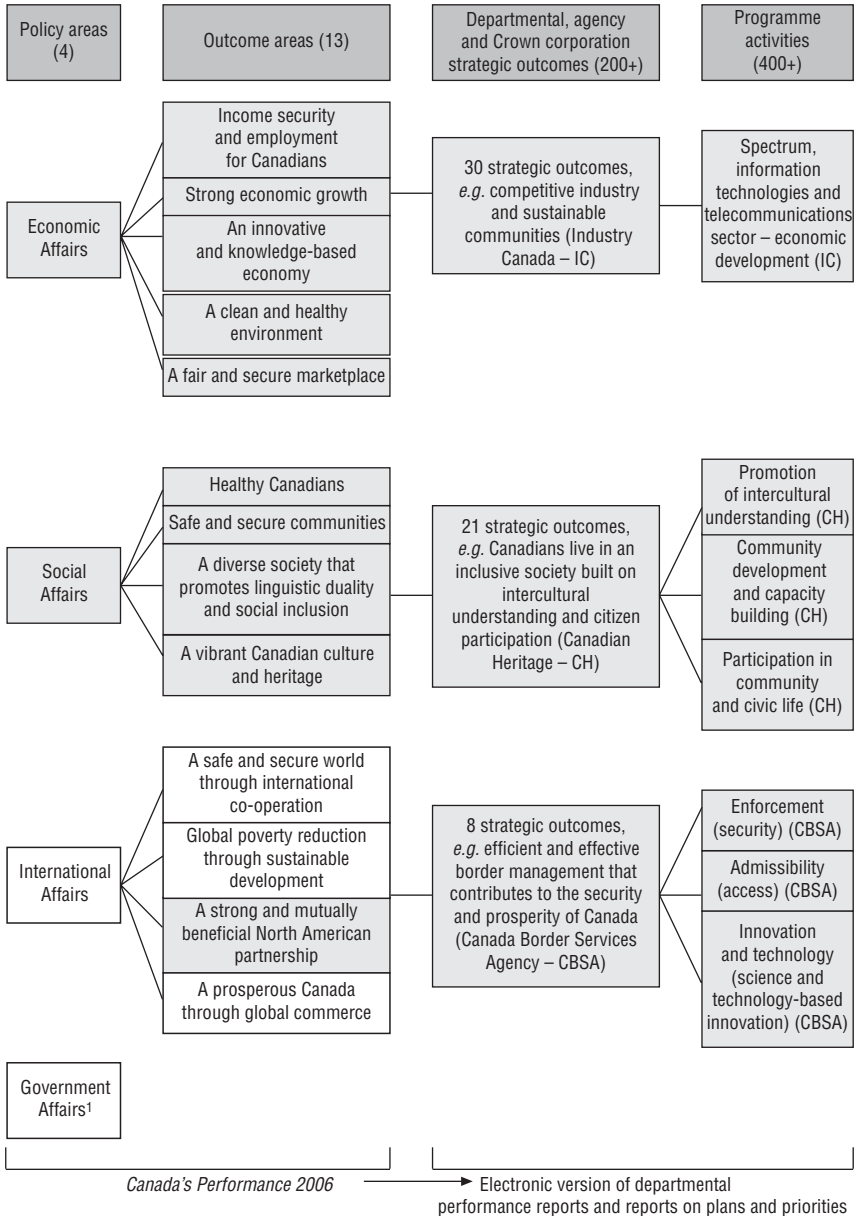 Policy areas
(4)
Outcome areas (13)
Departmental, agency
and Crown corporation
strategic outcomes (200+)
Programme
activities
(400+)
Economic
Affairs
Income security
and employment
for Canadians
Strong economic growth
An innovative
and knowledge-based
economy
A clean and healthy
environment
A fair and secure marketplace
30 strategic outcomes,
e.g. competitive industry
and sustainable
communities (Industry
Canada – IC)
Spectrum,
information
technologies and
telecommunications
sector – economic
development (IC)
Social
Affairs
Healthy Canadians
Safe and secure communities
A diverse society that
promotes linguistic duality
and social inclusion
A vibrant Canadian culture
and heritage
21 strategic outcomes,
e.g. Canadians live in an
inclusive society built on
intercultural
understanding and citizen
participation (Canadian
Heritage – CH)
Promotion
of intercultural
understanding (CH)
Community
development
and capacity
building (CH)
Participation in
community
and civic life (CH)
International
Affairs
A safe and secure world
through international
co-operation
Global poverty reduction
through sustainable
development
A strong and mutually
beneficial North American
partnership
A prosperous Canada
through global commerce
8 strategic outcomes,
e.g. efficient and effective
border management that
contributes to the security
and prosperity of Canada
(Canada Border Services
Agency – CBSA)
Enforcement
(security) (CBSA)
Admissibility
(access) (CBSA)
Innovation
and technology
(science and
technology-based
innovation) (CBSA)
Government
Affairs¹
Canada's Performance 2006
Electronic version of departmental
performance reports and reports on plans and priorities